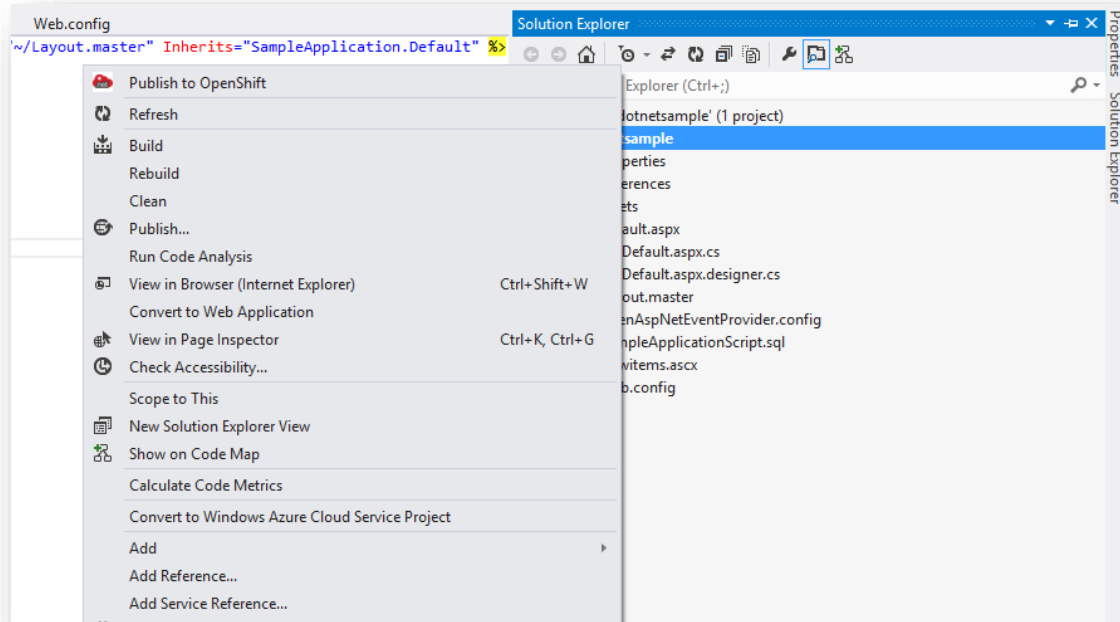 Web.config
Solution Explorer
~/Layout.master" Inherits="SampleApplication.Default" %>
Explorer (Ctrl+;)
dotnetsample' (1 project)
sample
perties
erences
ets
ault.aspx
Default.aspx.cs
Default.aspx.designer.cs
out.master
enAspNetEventProvider.config
mpleApplicationScript.sql
witems.ascx
b.config
Publish to OpenShift
Refresh
Build
Rebuild
Clean
Publish...
Run Code Analysis
View in Browser (Internet Explorer) Ctrl+Shift+W
Convert to Web Application
View in Page Inspector Ctrl+K, Ctrl+G
Check Accessibility...
Scope to This
New Solution Explorer View
Show on Code Map
Calculate Code Metrics
Convert to Windows Azure Cloud Service Project
Add
Add Reference...
Add Service Reference...
Properties
Solution Explorer